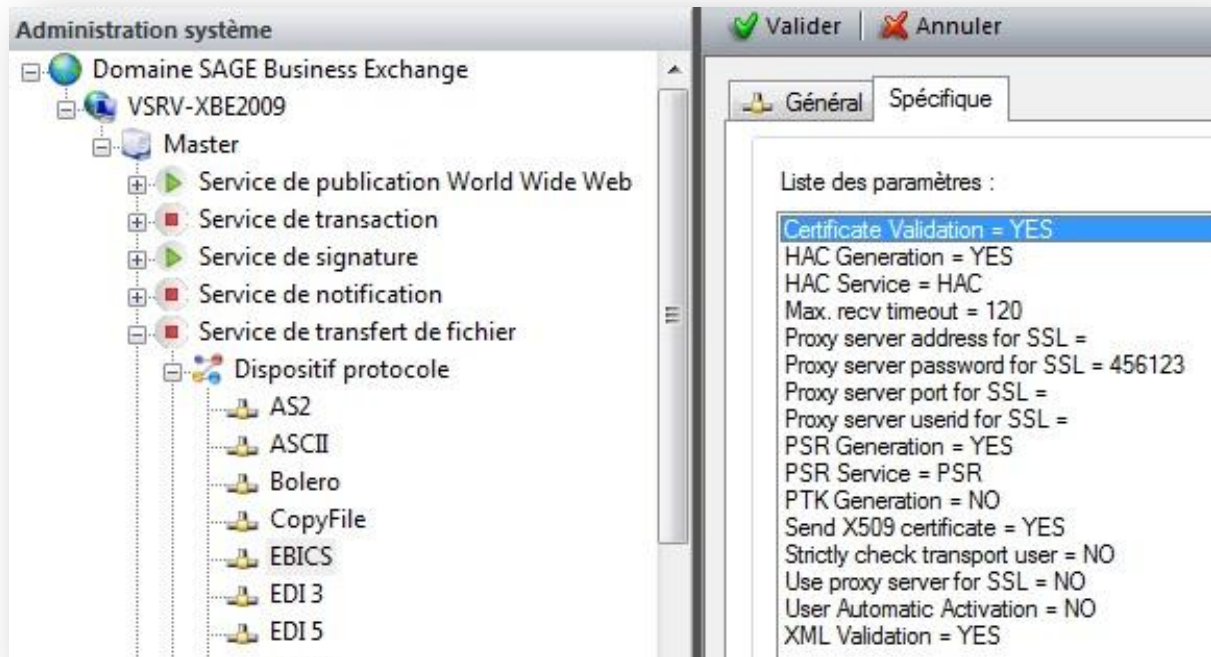 Administration système
Domaine SAGE Business Exchange
VSRV-XBE2009
Master
Service de publication World Wide Web
Service de transaction
Service de signature
Service de notification
Service de transfert de fichier
Dispositif protocole
AS2
ASCII
Bolero
CopyFile
EBICS
EDI 3
EDI 5
Valider
Annuler
Général
Spécifique
Liste des paramètres :
Certificate Validation = YES
HAC Generation = YES
HAC Service = HAC
Max. recv timeout = 120
Proxy server address for SSL =
Proxy server password for SSL = 456123
Proxy server port for SSL =
Proxy server userid for SSL =
PSR Generation = YES
PSR Service = PSR
PTK Generation = NO
Send X509 certificate = YES
Strictly check transport user = NO
Use proxy server for SSL = NO
User Automatic Activation = NO
XML Validation = YES